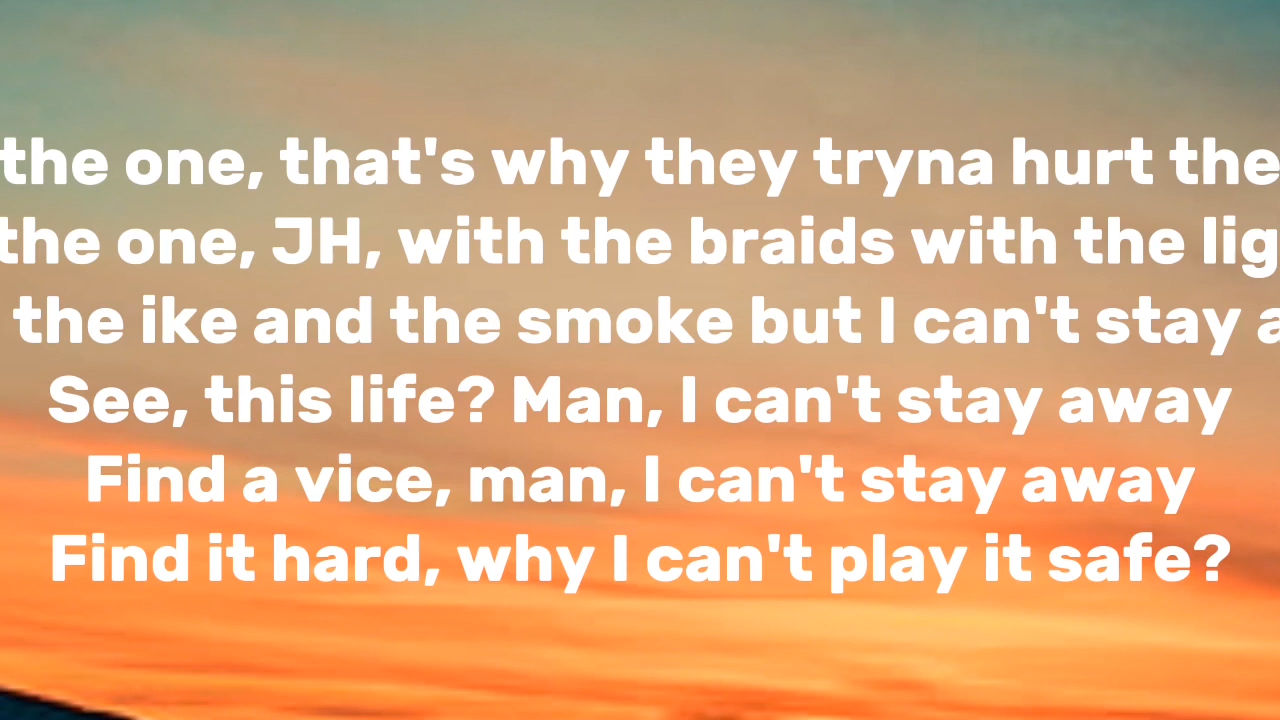 the one, that's why they tryna hurt the
the one, JH, with the braids with the lig
the ike and the smoke but I can't stay a
See, this life? Man, I can't stay away
Find a vice, man, I can't stay away
Find it hard, why I can't play it safe?